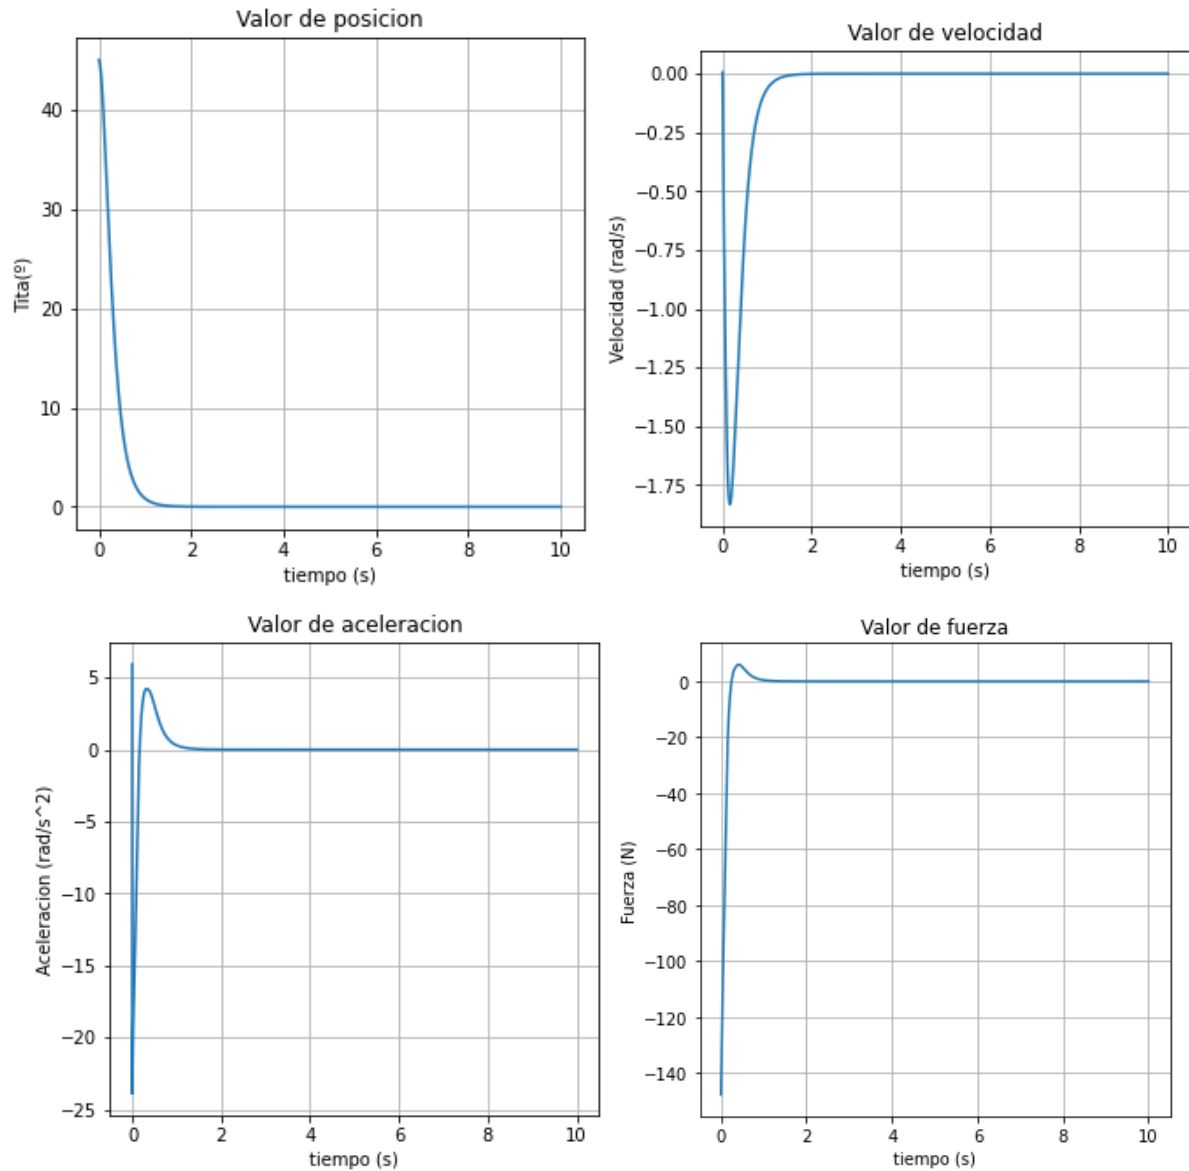 Valor de posicion
40
30
20
10
0
Tita(º)
0 2 4 6 8 10
tiempo (s)
Valor de velocidad
0.00
−0.25
−0.50
−0.75
−1.00
−1.25
−1.50
−1.75
Velocidad (rad/s)
0 2 4 6 8 10
tiempo (s)
Valor de aceleracion
5
0
−5
−10
−15
−20
−25
Aceleracion (rad/s^2)
0 2 4 6 8 10
tiempo (s)
Valor de fuerza
0
−20
−40
−60
−80
−100
−120
−140
Fuerza (N)
0 2 4 6 8 10
tiempo (s)